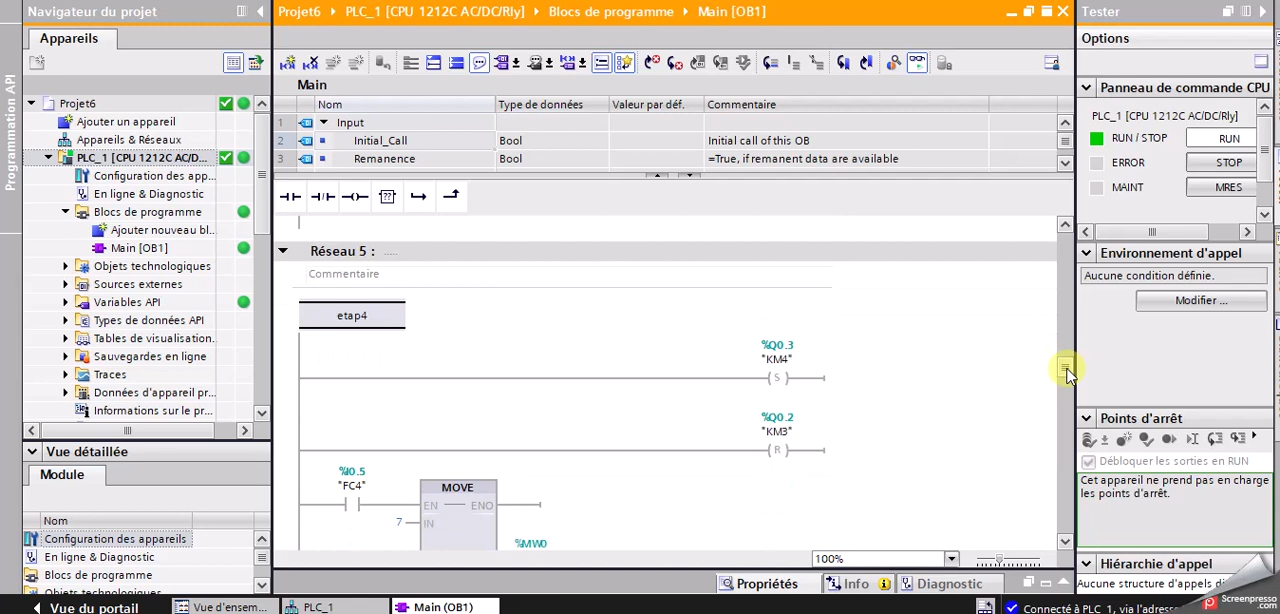 Navigateur du projet
Projet6 PLC_1 [CPU 1212C AC/DC/Rly] Blocs de programme Main [OB1]
Tester
Programmation API
Appareils
Projet6
Ajouter un appareil
Appareils & Réseaux
PLC_1 [CPU 1212C AC/D...
Configuration des app...
En ligne & Diagnostic
Blocs de programme
Ajouter nouveau bl...
Main [OB1]
Objets technologiques
Sources externes
Variables API
Types de données API
Tables de visualisation...
Sauvegardes en ligne
Traces
Données d'appareil pr...
Informations sur le pr...
Vue détaillée
Module
Nom
Configuration des appareils
En ligne & Diagnostic
Blocs de programme
Main
Nom Type de données Valeur par déf. Commentaire
1 Input
2 Initial_Call Bool Initial call of this OB
3 Remanence Bool =True, if remanent data are available
Réseau 5 : .....
Commentaire
etap4
%Q0.3
"KM4"
S
%Q0.2
"KM3"
R
%I0.5
"FC4"
MOVE
EN ENO
7 IN
%MW0
100%
Propriétés Info Diagnostic
Options
Panneau de commande CPU
PLC_1 [CPU 1212C AC/DC/Rly]
RUN / STOP RUN
ERROR STOP
MAINT MRES
Environnement d'appel
Aucune condition définie.
Modifier ...
Points d'arrêt
Débloquer les sorties en RUN
Cet appareil ne prend pas en charge
les points d'arrêt.
Hiérarchie d'appel
Aucune structure d'appels di
Screenpresso
.com
Vue du portail Vue d'ensem... PLC_1 Main (OB1) Connecté à PLC_1, via l'adresse